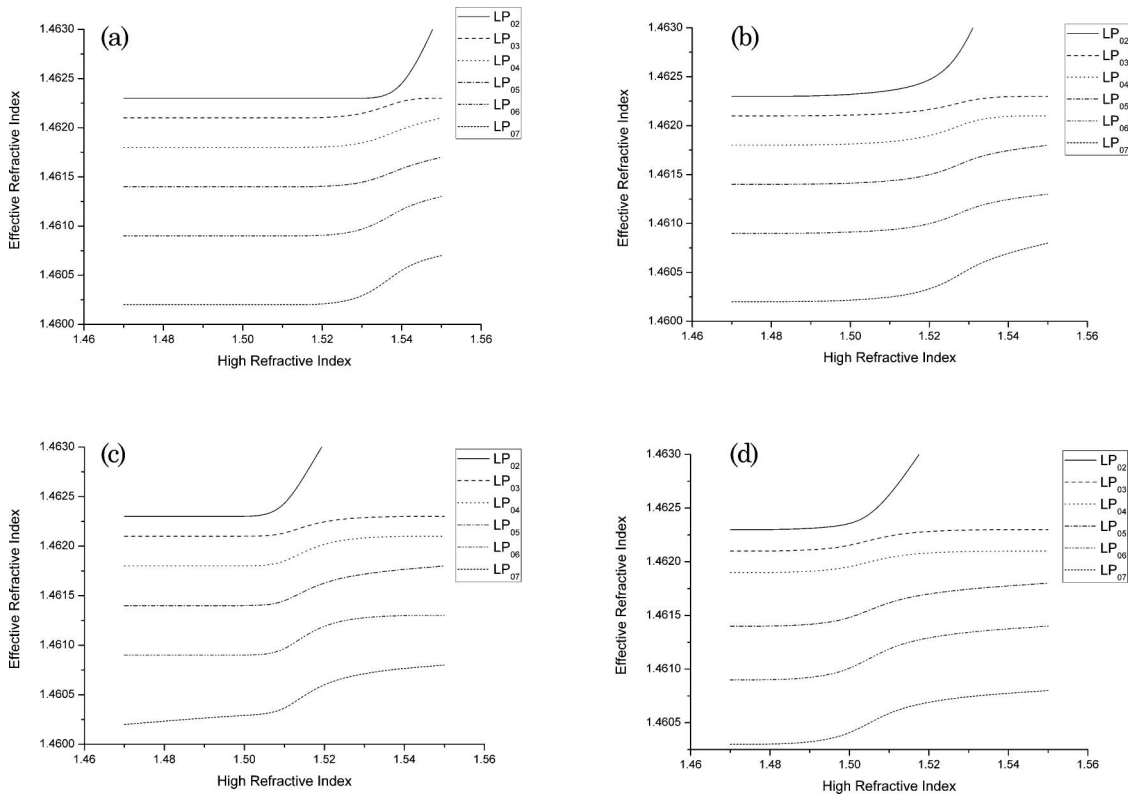 (a)
LP02
LP03
LP04
LP05
LP06
LP07
1.4630
1.4625
1.4620
1.4615
1.4610
1.4605
1.4600
Effective Refractive Index
1.46 1.48 1.50 1.52 1.54 1.56
High Refractive Index
(b)
LP02
LP03
LP04
LP05
LP06
LP07
1.4630
1.4625
1.4620
1.4615
1.4610
1.4605
1.4600
Effective Refractive Index
1.46 1.48 1.50 1.52 1.54 1.56
High Refractive Index
(c)
LP02
LP03
LP04
LP05
LP06
LP07
1.4630
1.4625
1.4620
1.4615
1.4610
1.4605
1.4600
Effective Refractive Index
1.46 1.48 1.50 1.52 1.54 1.56
High Refractive Index
(d)
LP02
LP03
LP04
LP05
LP06
LP07
1.4630
1.4625
1.4620
1.4615
1.4610
1.4605
Effective Refractive Index
1.46 1.48 1.50 1.52 1.54 1.56
High Refractive Index